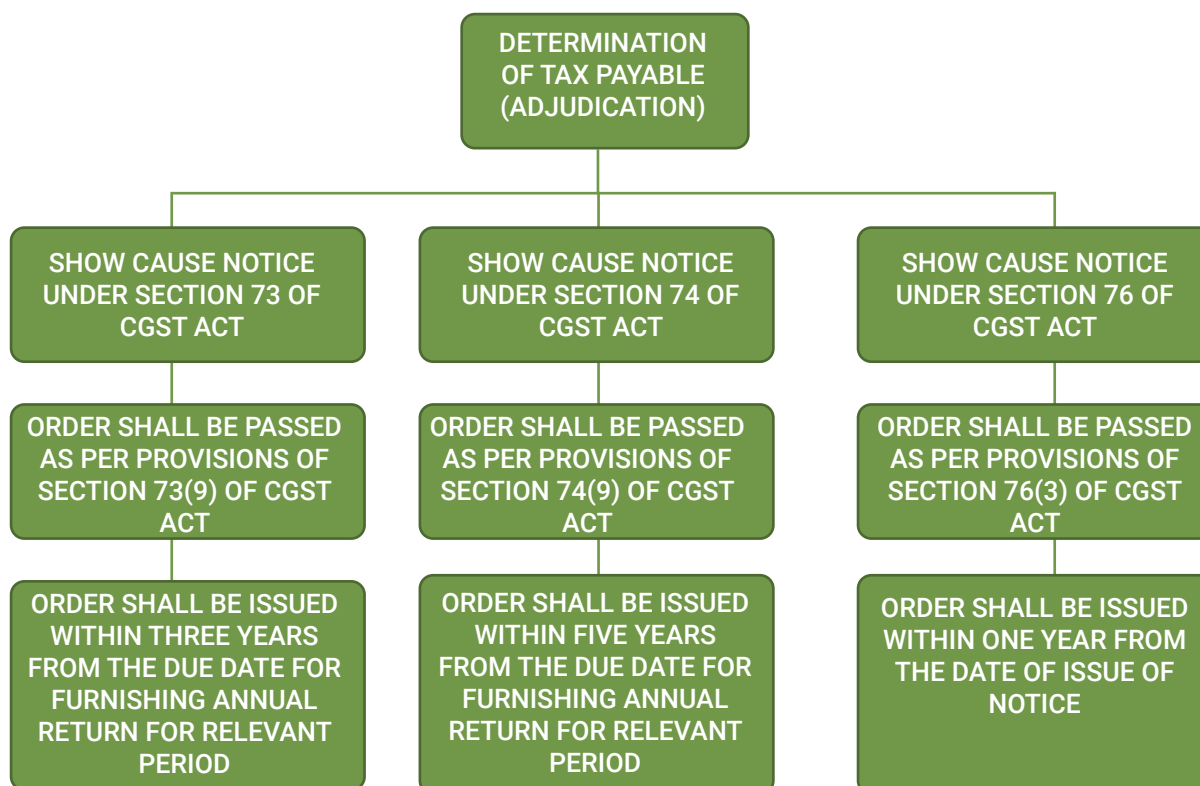 DETERMINATION
OF TAX PAYABLE
(ADJUDICATION)
SHOW CAUSE NOTICE
UNDER SECTION 73 OF
CGST ACT
SHOW CAUSE NOTICE
UNDER SECTION 74 OF
CGST ACT
SHOW CAUSE NOTICE
UNDER SECTION 76 OF
CGST ACT
ORDER SHALL BE PASSED
AS PER PROVISIONS OF
SECTION 73(9) OF CGST
ACT
ORDER SHALL BE PASSED
AS PER PROVISIONS OF
SECTION 74(9) OF CGST
ACT
ORDER SHALL BE PASSED
AS PER PROVISIONS OF
SECTION 76(3) OF CGST
ACT
ORDER SHALL BE ISSUED
WITHIN THREE YEARS
FROM THE DUE DATE FOR
FURNISHING ANNUAL
RETURN FOR RELEVANT
PERIOD
ORDER SHALL BE ISSUED
WITHIN FIVE YEARS
FROM THE DUE DATE FOR
FURNISHING ANNUAL
RETURN FOR RELEVANT
PERIOD
ORDER SHALL BE ISSUED
WITHIN ONE YEAR FROM
THE DATE OF ISSUE OF
NOTICE